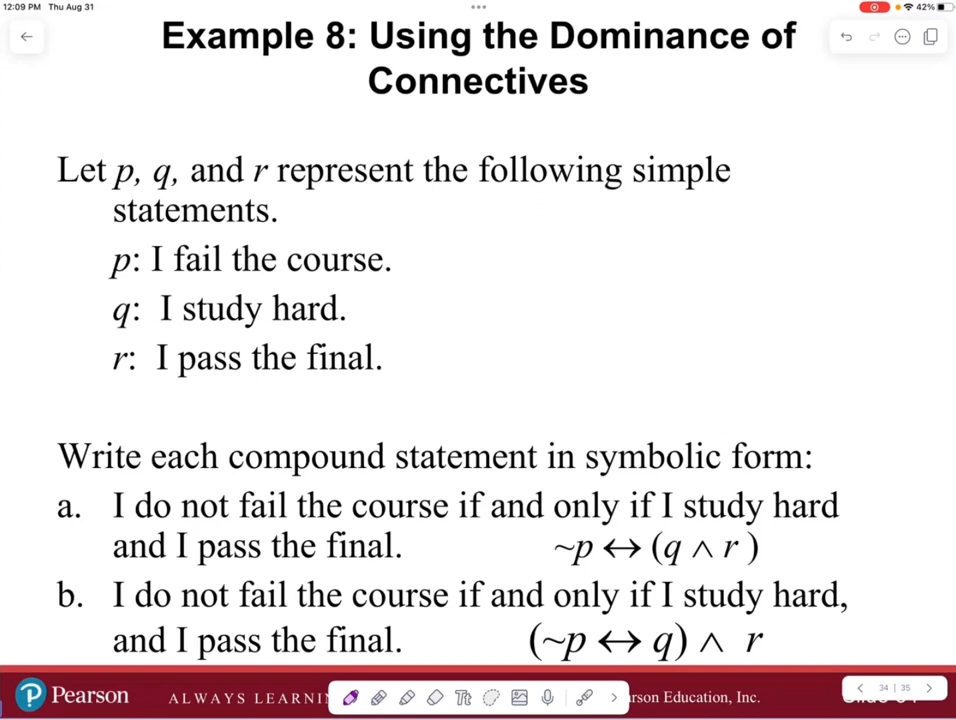 12:09 PM Thu Aug 31
42%
Example 8: Using the Dominance of
Connectives
Let p, q, and r represent the following simple
statements.
p: I fail the course.
q: I study hard.
r: I pass the final.
Write each compound statement in symbolic form:
a. I do not fail the course if and only if I study hard
and I pass the final. ~p ↔ (q ∧ r )
b. I do not fail the course if and only if I study hard,
and I pass the final. (~p ↔ q) ∧ r
Pearson
ALWAYS LEARNI
rson Education, Inc.
34 | 35